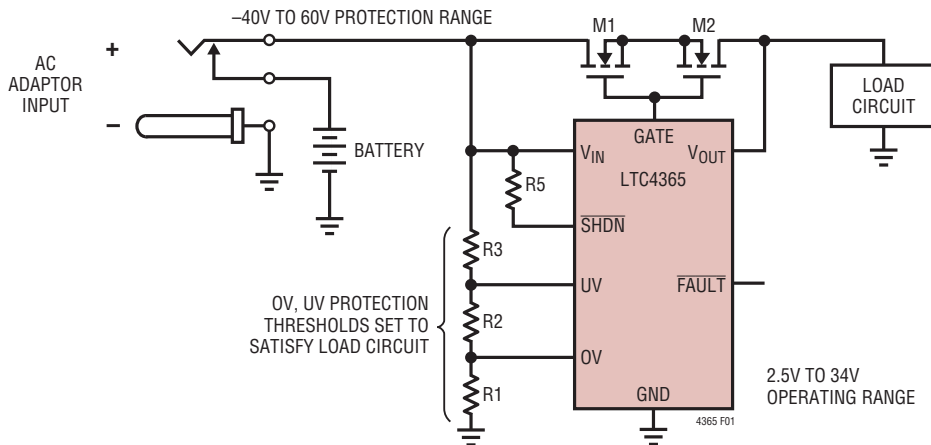 –40V TO 60V PROTECTION RANGE
M1
M2
+
AC
ADAPTOR
INPUT
–
BATTERY
LOAD
CIRCUIT
GATE
VIN
VOUT
LTC4365
R5
SHDN
R3
UV
FAULT
OV, UV PROTECTION
THRESHOLDS SET TO
SATISFY LOAD CIRCUIT
R2
OV
R1
GND
2.5V TO 34V
OPERATING RANGE
4365 F01